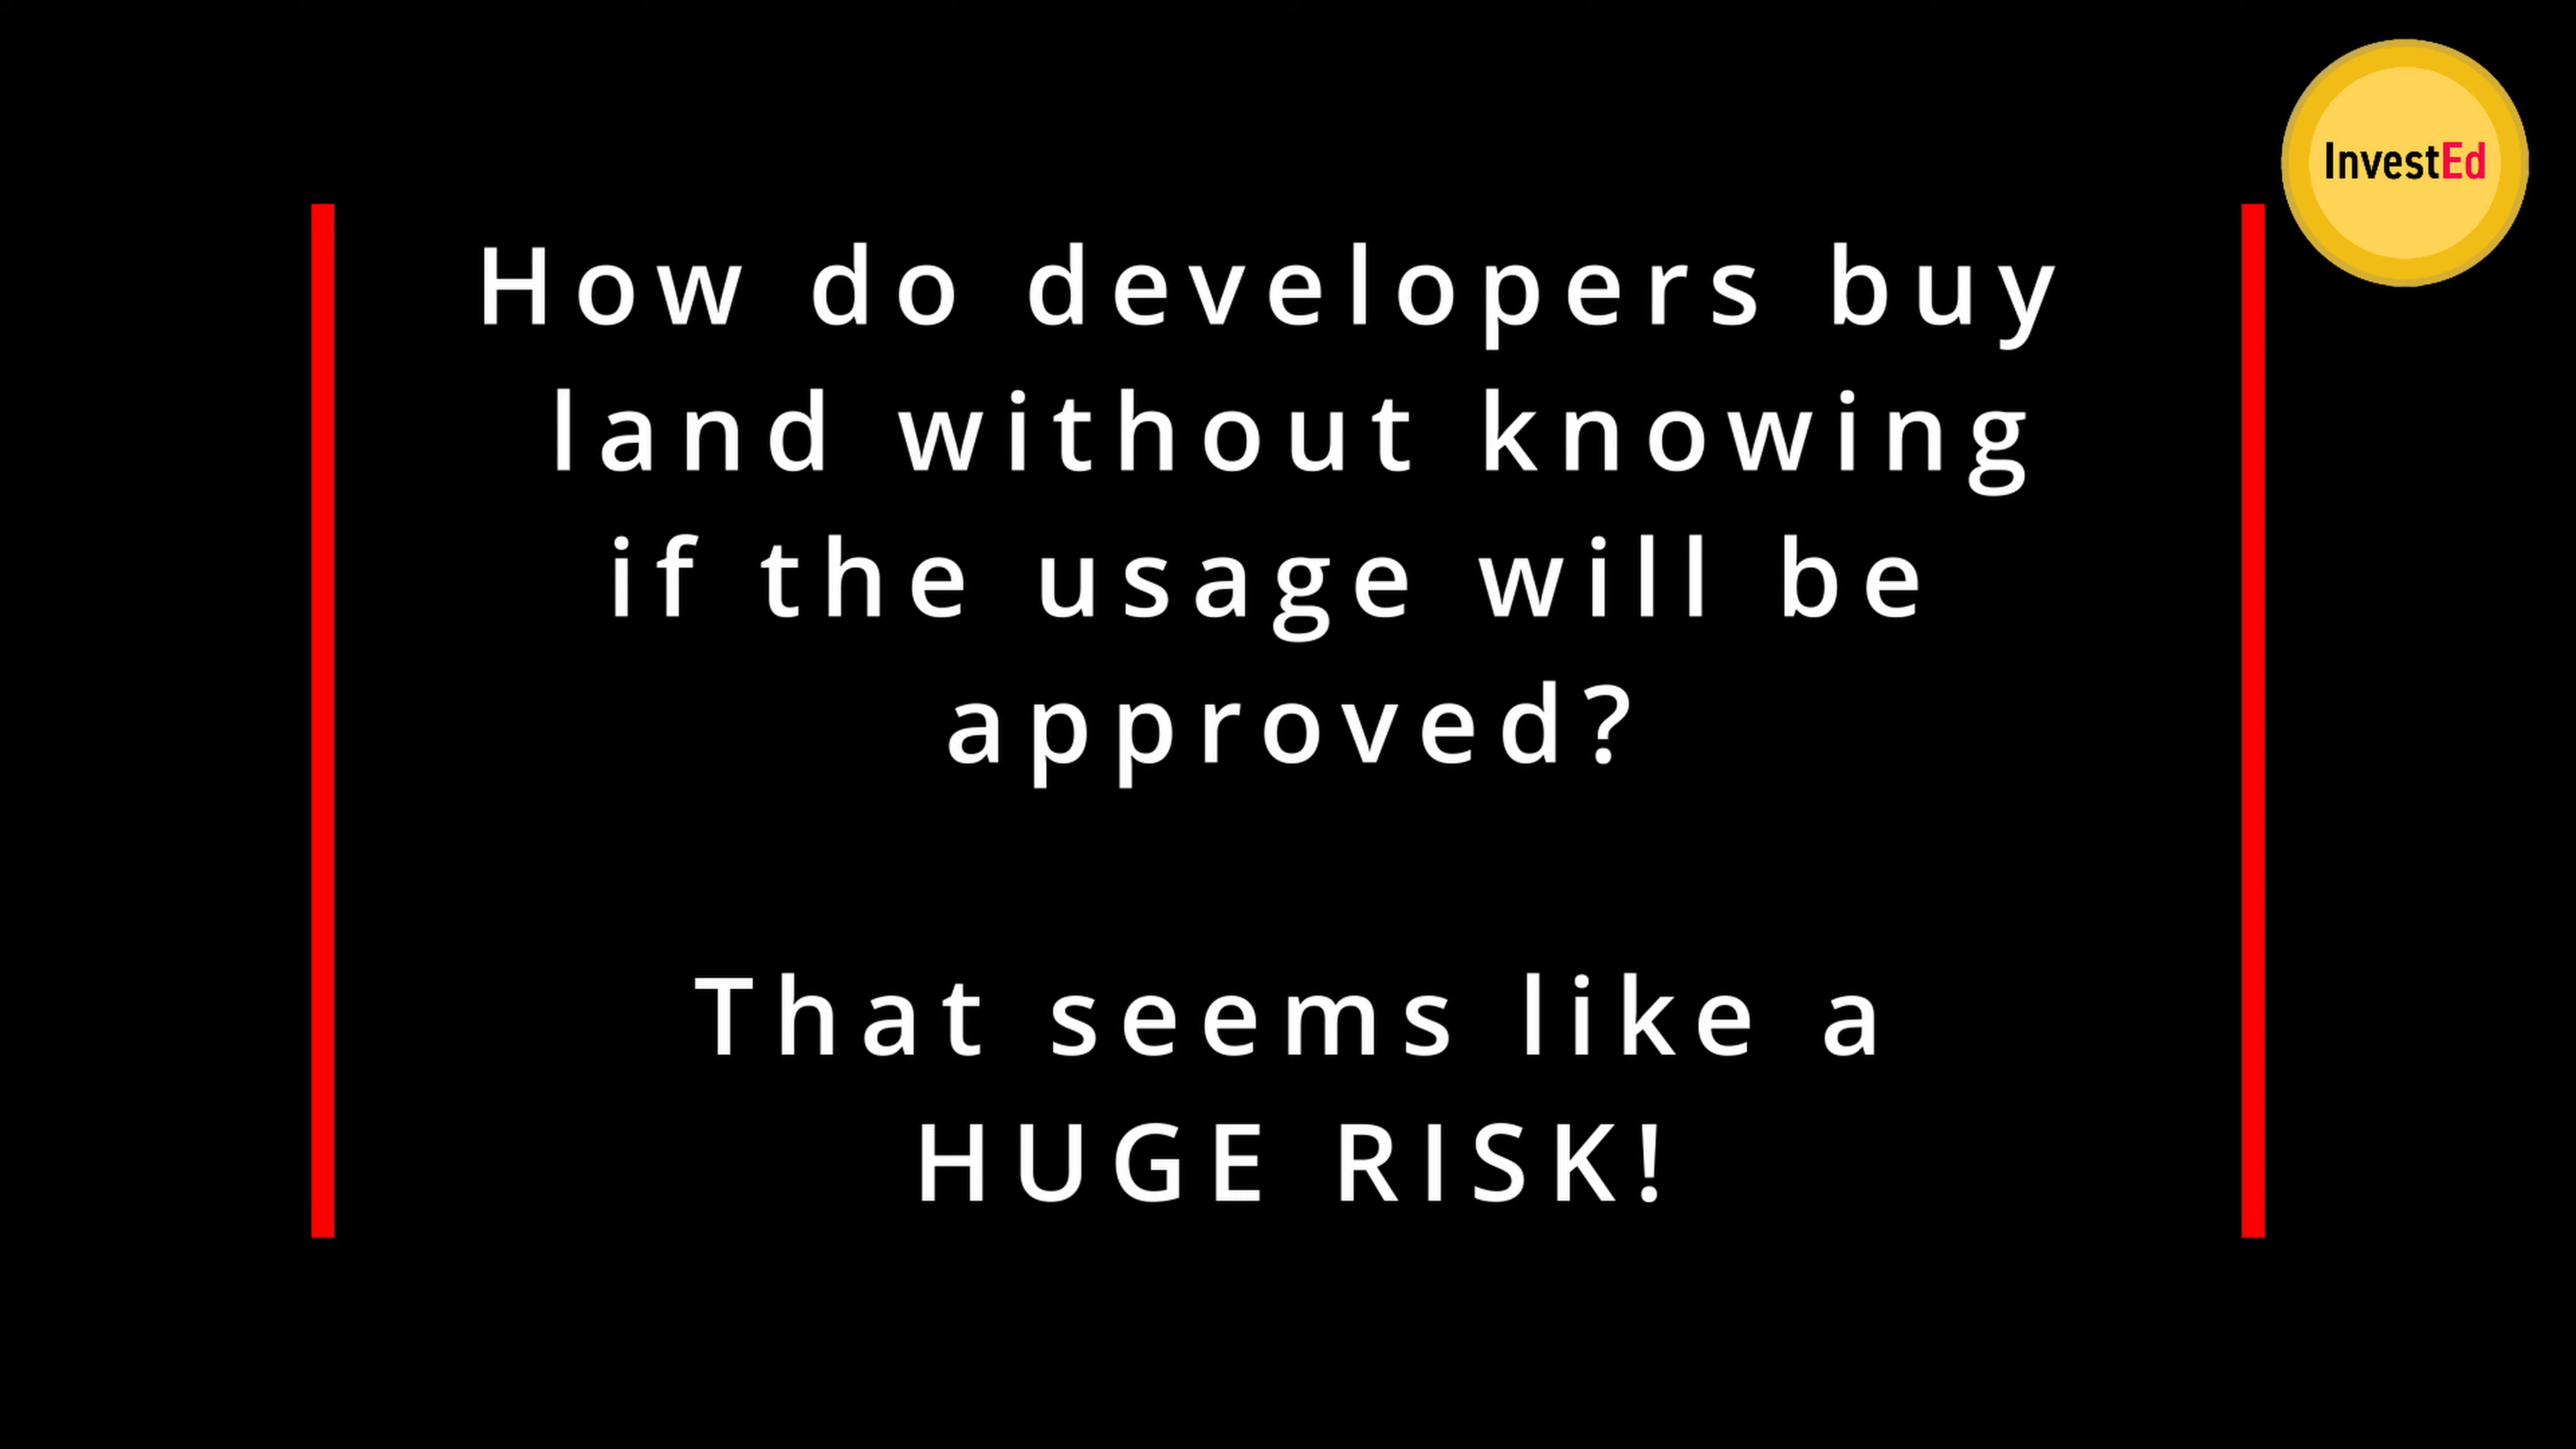 InvestEd
How do developers buy
land without knowing
if the usage will be
approved?
That seems like a
HUGE RISK!